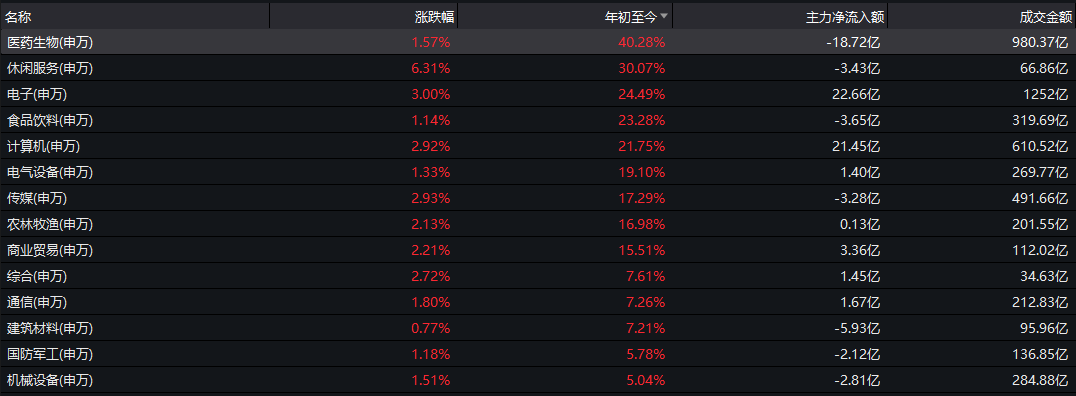 名称 涨跌幅 年初至今 主力净流入额 成交金额
医药生物(申万) 1.57% 40.28% -18.72亿 980.37亿
休闲服务(申万) 6.31% 30.07% -3.43亿 66.86亿
电子(申万) 3.00% 24.49% 22.66亿 1252亿
食品饮料(申万) 1.14% 23.28% -3.65亿 319.69亿
计算机(申万) 2.92% 21.75% 21.45亿 610.52亿
电气设备(申万) 1.33% 19.10% 1.40亿 269.77亿
传媒(申万) 2.93% 17.29% -3.28亿 491.66亿
农林牧渔(申万) 2.13% 16.98% 0.13亿 201.55亿
商业贸易(申万) 2.21% 15.51% 3.36亿 112.02亿
综合(申万) 2.72% 7.61% 1.45亿 34.63亿
通信(申万) 1.80% 7.26% 1.67亿 212.83亿
建筑材料(申万) 0.77% 7.21% -5.93亿 95.96亿
国防军工(申万) 1.18% 5.78% -2.12亿 136.85亿
机械设备(申万) 1.51% 5.04% -2.81亿 284.88亿